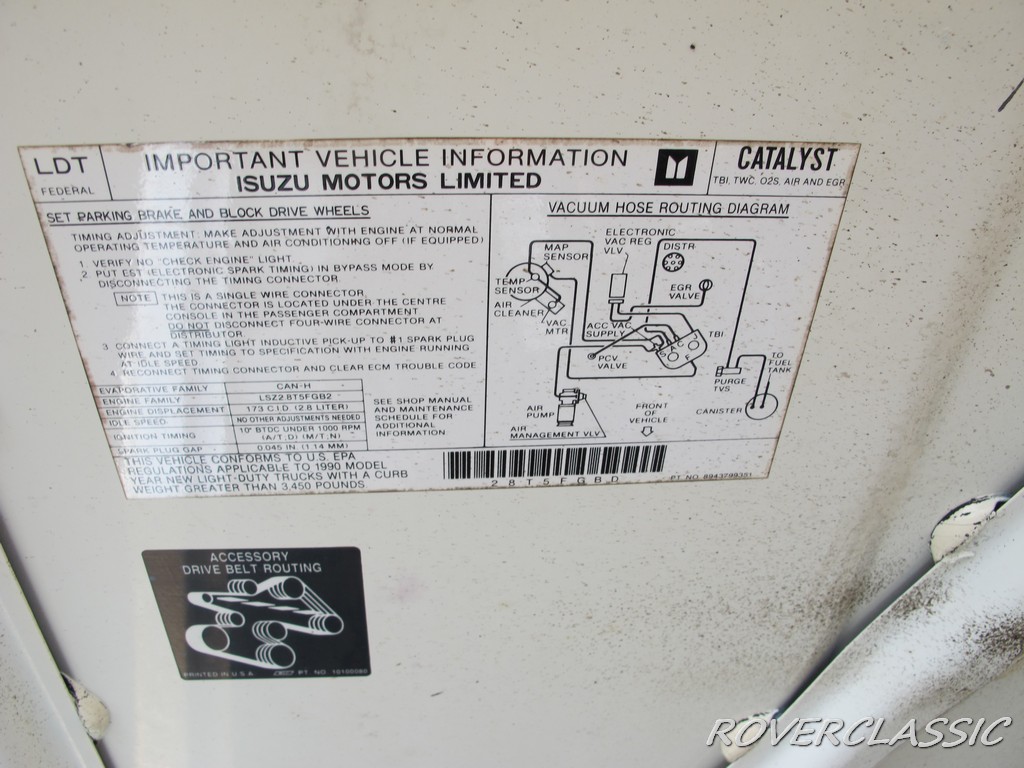 LDT
FEDERAL
IMPORTANT VEHICLE INFORMATION
ISUZU MOTORS LIMITED
CATALYST
TBI, TWC, O2S, AIR AND EGR
SET PARKING BRAKE AND BLOCK DRIVE WHEELS
TIMING ADJUSTMENT: MAKE ADJUSTMENT WITH ENGINE AT NORMAL
OPERATING TEMPERATURE AND AIR CONDITIONING OFF (IF EQUIPPED)
1. VERIFY NO "CHECK ENGINE" LIGHT
2. PUT EST (ELECTRONIC SPARK TIMING) IN BYPASS MODE BY
DISCONNECTING THE TIMING CONNECTOR.
NOTE THIS IS A SINGLE WIRE CONNECTOR.
THE CONNECTOR IS LOCATED UNDER THE CENTRE
CONSOLE IN THE PASSENGER COMPARTMENT
DO NOT DISCONNECT FOUR-WIRE CONNECTOR AT
DISTRIBUTOR
3. CONNECT A TIMING LIGHT INDUCTIVE PICK-UP TO #1 SPARK PLUG
WIRE AND SET TIMING TO SPECIFICATION WITH ENGINE RUNNING
AT IDLE SPEED
4. RECONNECT TIMING CONNECTOR AND CLEAR ECM TROUBLE CODE
EVAPORATIVE FAMILY CAN-H
ENGINE FAMILY LSZ2.8T5FGB2
ENGINE DISPLACEMENT 173 C.I.D. (2.8 LITER)
IDLE SPEED NO OTHER ADJUSTMENTS NEEDED
IGNITION TIMING 10° BTDC UNDER 1000 RPM
(A/T,D) (M/T,N)
SPARK PLUG GAP 0.045 IN (1.14 MM)
SEE SHOP MANUAL
AND MAINTENANCE
SCHEDULE FOR
ADDITIONAL
INFORMATION
THIS VEHICLE CONFORMS TO U.S. EPA
REGULATIONS APPLICABLE TO 1990 MODEL
YEAR NEW LIGHT-DUTY TRUCKS WITH A CURB
WEIGHT GREATER THAN 3,450 POUNDS.
28T5FGBD
PT. NO. 8943799351
VACUUM HOSE ROUTING DIAGRAM
ELECTRONIC
VAC REG
VLV
DISTR
MAP
SENSOR
TEMP
SENSOR
EGR
VALVE
AIR
CLEANER
VAC
MTR
ACC VAC
SUPPLY
TBI
PCV
VALVE
TO
FUEL
TANK
PURGE
TVS
CANISTER
AIR
PUMP
AIR
MANAGEMENT VLV
FRONT
OF
VEHICLE
ACCESSORY
DRIVE BELT ROUTING
PRINTED IN U.S.A.
PT. NO.
ROVERCLASSIC